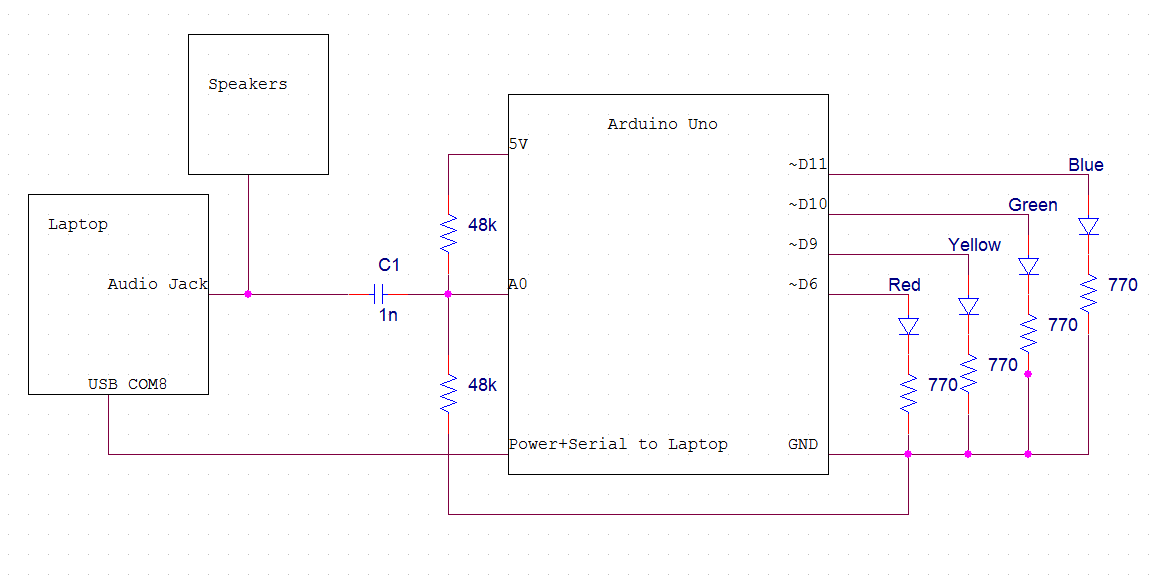 Speakers
Arduino Uno
5V
~D11
Blue
~D10
Green
Laptop
48k
~D9
Yellow
C1
Audio Jack
A0
~D6
Red
770
1n
770
770
USB COM8
48k
770
Power+Serial to Laptop
GND